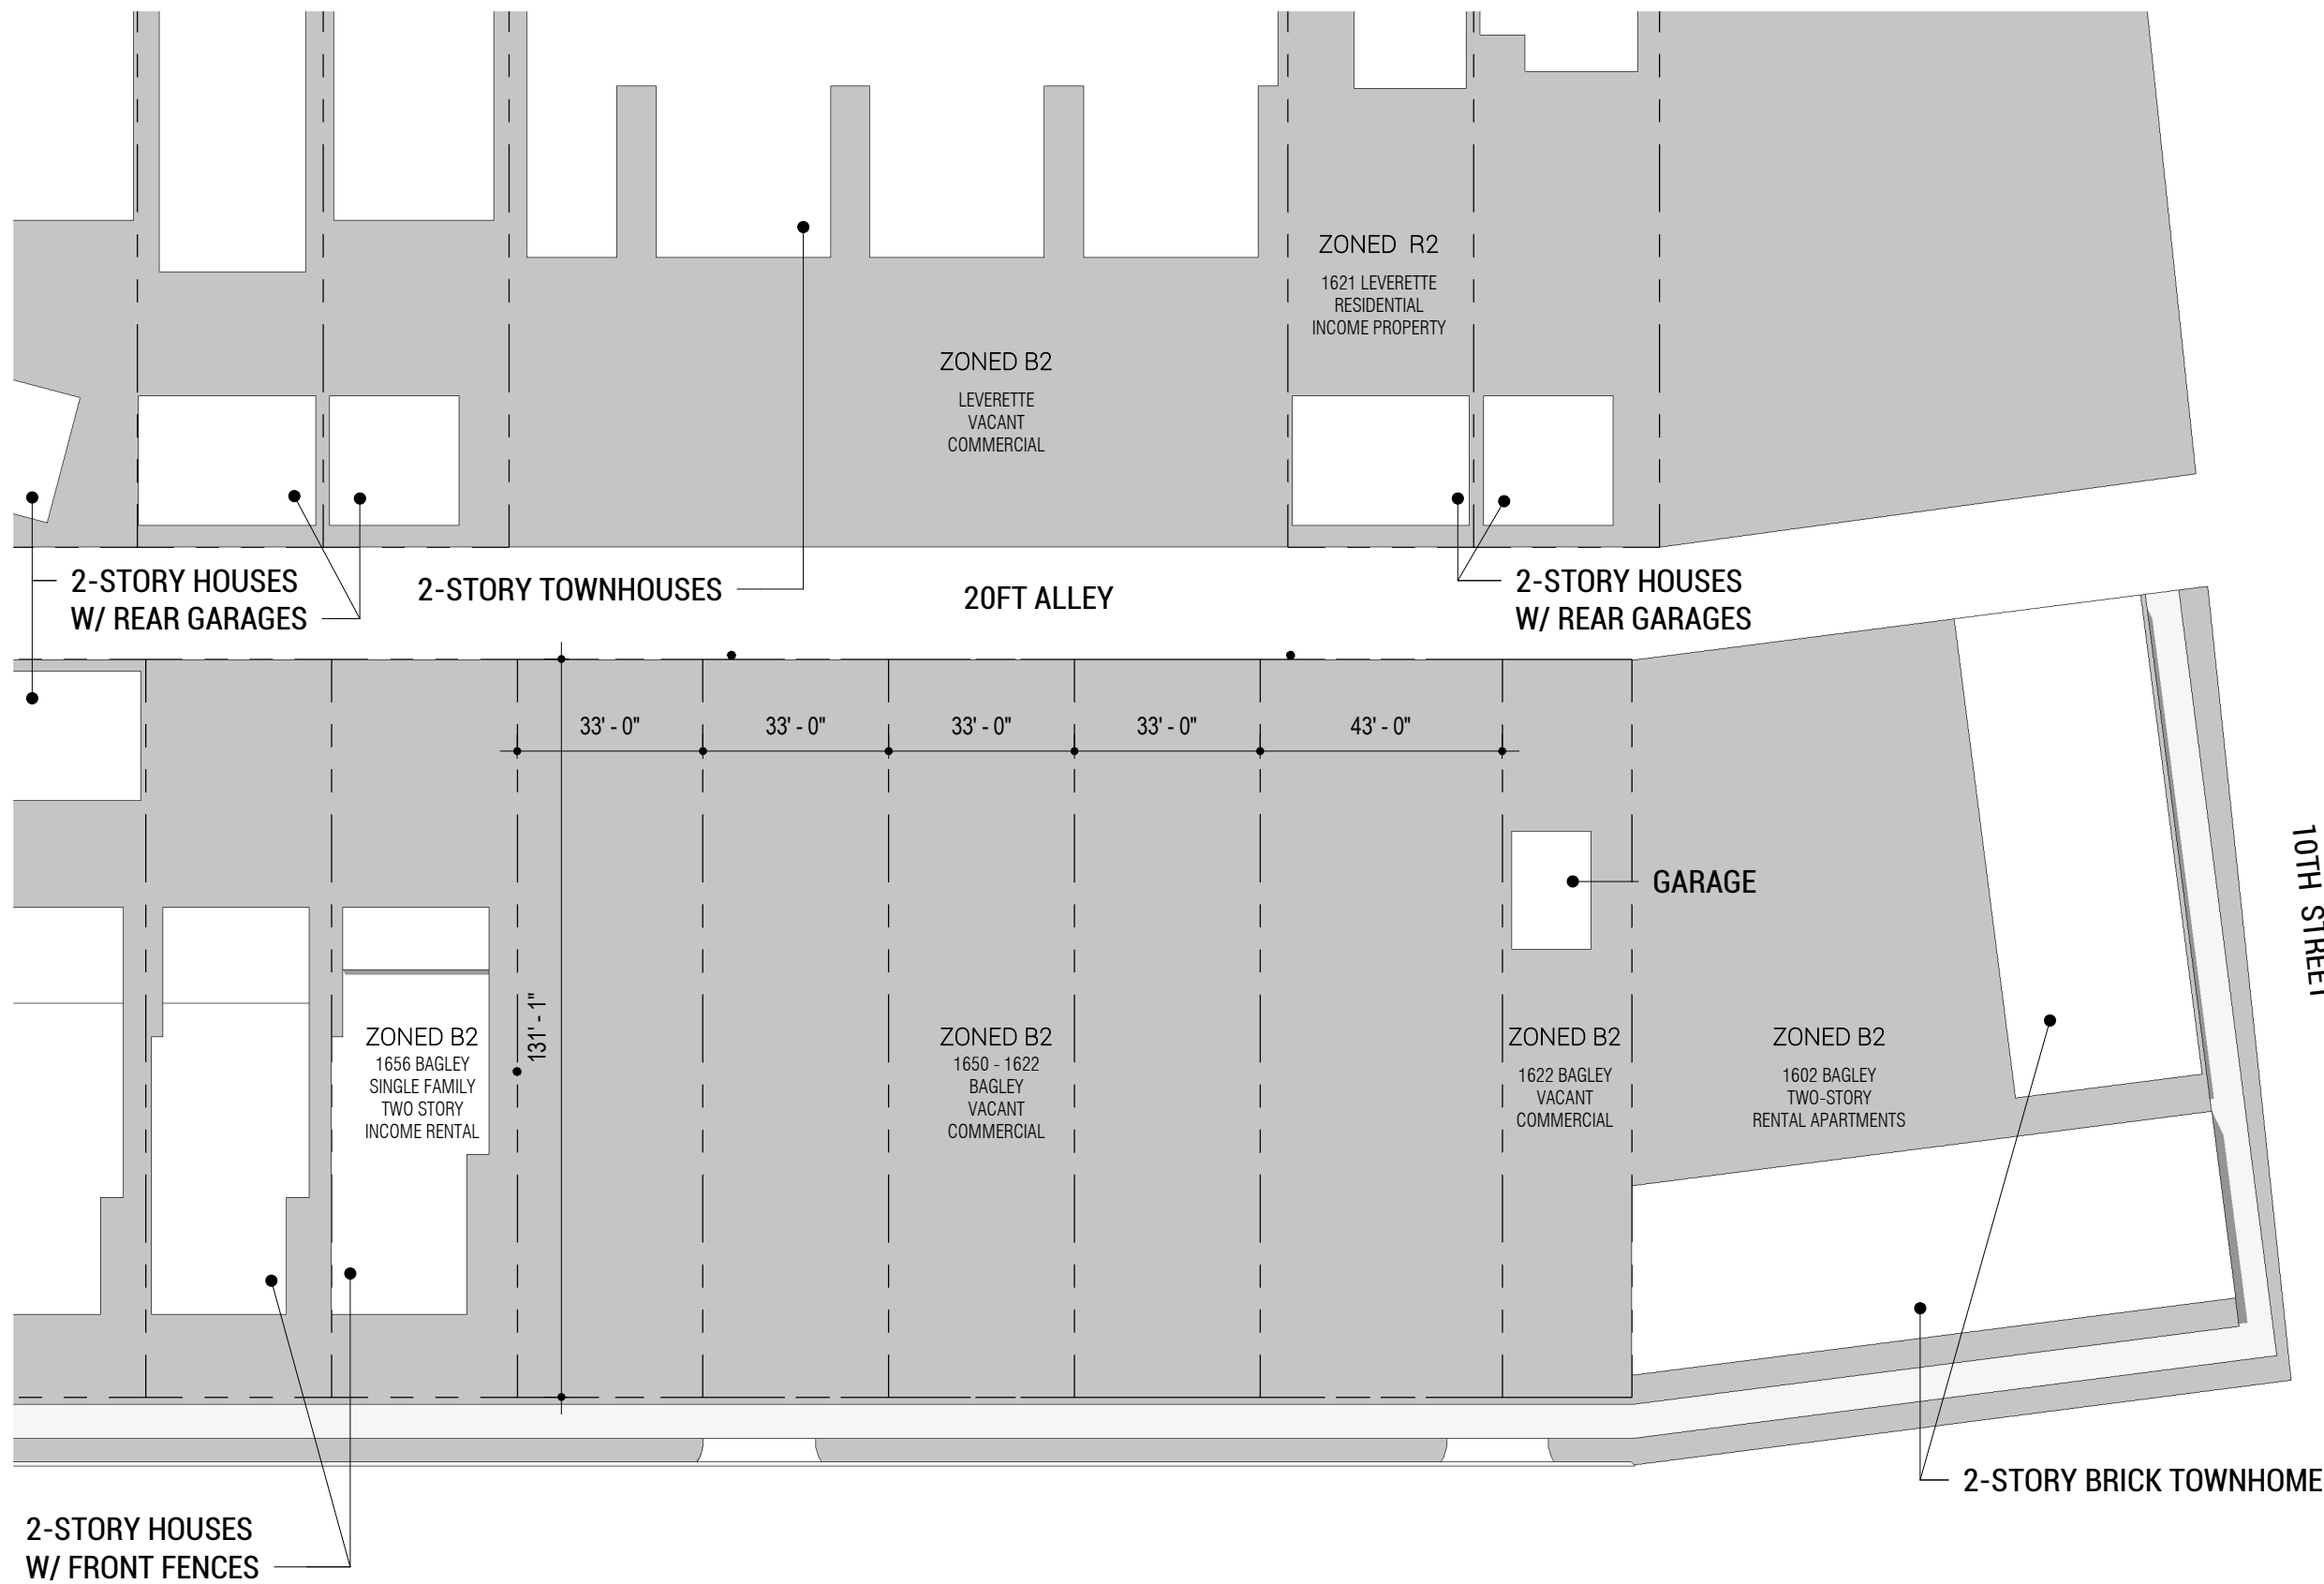 ZONED R2
1621 LEVERETTE
RESIDENTIAL
INCOME PROPERTY
ZONED B2
LEVERETTE
VACANT
COMMERCIAL
2-STORY HOUSES
W/ REAR GARAGES
2-STORY TOWNHOUSES
20FT ALLEY
2-STORY HOUSES
W/ REAR GARAGES
33' - 0"
33' - 0"
33' - 0"
33' - 0"
43' - 0"
131' - 1"
GARAGE
10TH STREET
ZONED B2
1656 BAGLEY
SINGLE FAMILY
TWO STORY
INCOME RENTAL
ZONED B2
1650 - 1622
BAGLEY
VACANT
COMMERCIAL
ZONED B2
1622 BAGLEY
VACANT
COMMERCIAL
ZONED B2
1602 BAGLEY
TWO-STORY
RENTAL APARTMENTS
2-STORY BRICK TOWNHOME
2-STORY HOUSES
W/ FRONT FENCES